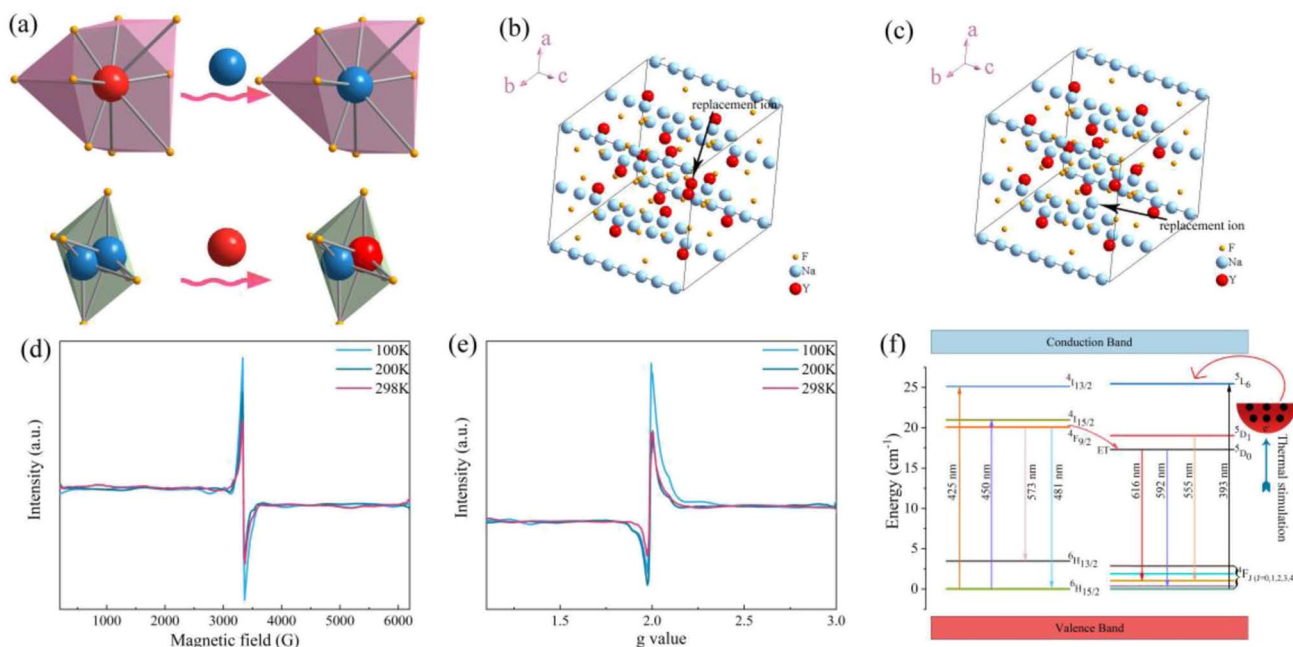 (a)
(b)
a
b
c
replacement ion
F
Na
Y
(c)
a
b
c
replacement ion
F
Na
Y
(d)
100K
200K
298K
Intensity (a.u.)
1000 2000 3000 4000 5000 6000
Magnetic field (G)
(e)
100K
200K
298K
Intensity (a.u.)
1.5 2.0 2.5 3.0
g value
(f)
Conduction Band
Energy (cm⁻¹)
25
20
15
10
5
0
⁴I₁₃/₂
⁴I₁₅/₂
⁴F₉/₂
ET
⁶H₁₃/₂
⁶H₁₅/₂
425 nm
450 nm
573 nm
481 nm
616 nm
592 nm
555 nm
393 nm
⁵L₆
⁵D₁
⁵D₀
FJ (J=0,1,2,3,4
e⁻
Thermal stimulation
Valence Band